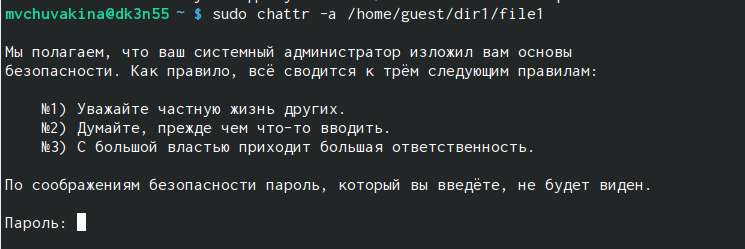 mvchuvakina@dk3n55 ~ $ sudo chattr -a /home/guest/dir1/file1
Мы полагаем, что ваш системный администратор изложил вам основы
безопасности. Как правило, всё сводится к трём следующим правилам:
№1) Уважайте частную жизнь других.
№2) Думайте, прежде чем что-то вводить.
№3) С большой властью приходит большая ответственность.
По соображениям безопасности пароль, который вы введёте, не будет виден.
Пароль: